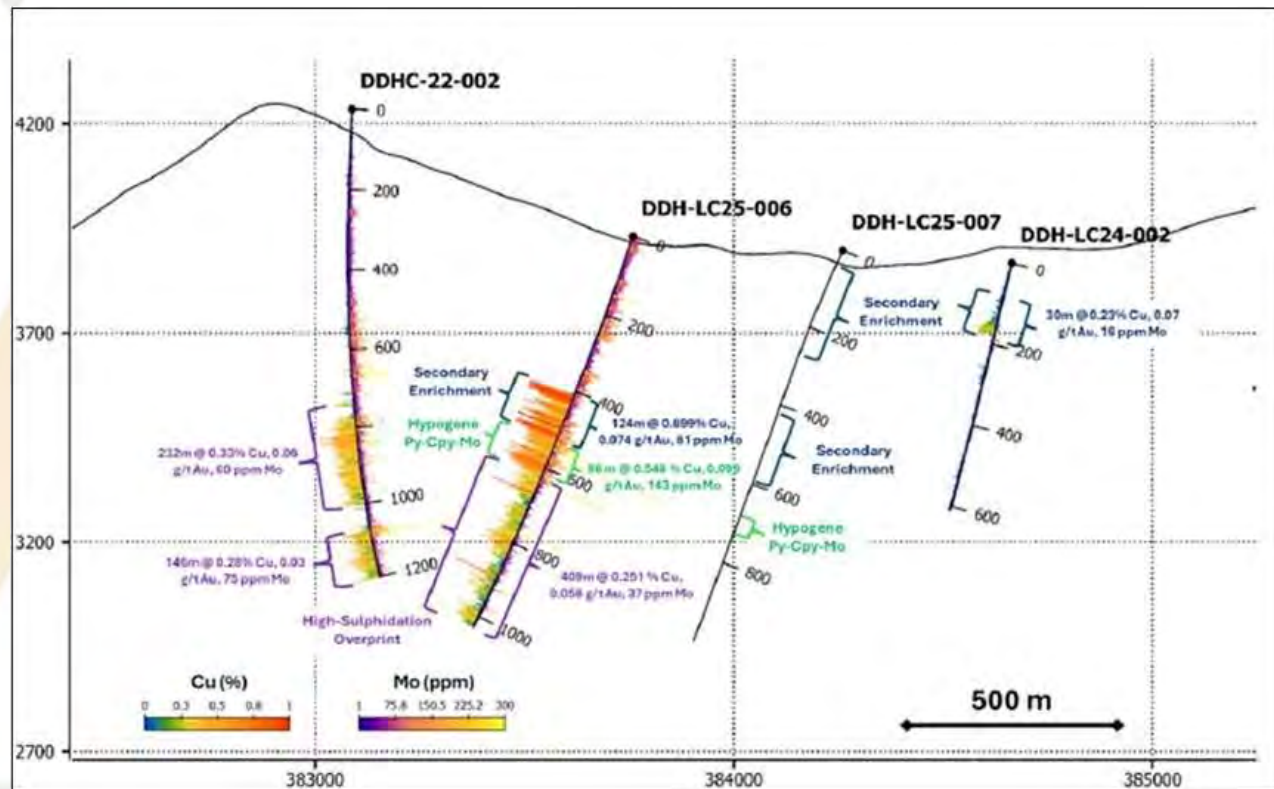 DDHC-22-002
0
4200
200
DDH-LC25-006
DDH-LC25-007
DDH-LC24-002
0
0
0
400
Secondary
Enrichment
30m @ 0.23% Cu, 0.07
g/t Au, 16 ppm Mo
200
200
200
3700
600
Secondary
Enrichment
400
400
400
124m @ 0.699% Cu,
0.074 g/t Au, 81 ppm Mo
Hypogene
Py-Cpy-Mo
Secondary
Enrichment
232m @ 0.33% Cu, 0.06
g/t Au, 60 ppm Mo
@ 0.548 % Cu,
g/t Au, 143 ppm Mo
600
600
1000
600
Hypogene
Py-Cpy-Mo
3200
146m @ 0.28% Cu, 0.03
g/t Au, 75 ppm Mo
1200
800
800
409m @ 0.251 % Cu,
0.058 g/t Au, 37 ppm Mo
High-Sulphidation
Overprint
1000
Cu (%)
0 0.3 0.5 0.8 1
Mo (ppm)
1 75.8 150.5 225.2 300
500 m
2700
383000
384000
385000